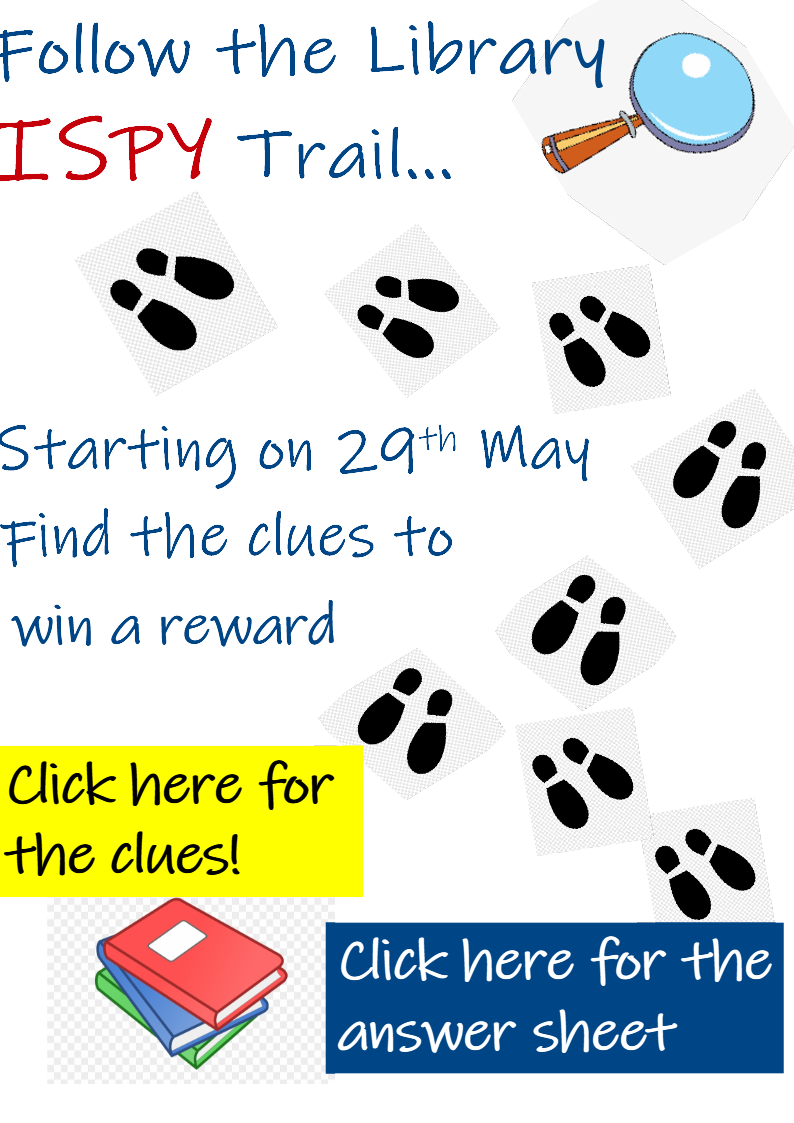 Follow the Library
ISPY Trail...
Starting on 29th May
Find the clues to
win a reward
Click here for
the clues!
Click here for the
answer sheet